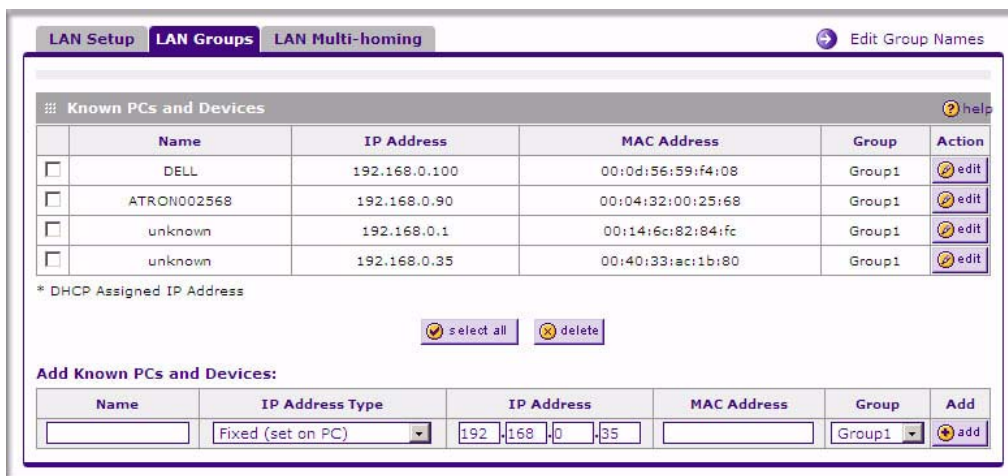 LAN Setup LAN Groups LAN Multi-homing Edit Group Names
Known PCs and Devices help
Name IP Address MAC Address Group Action
DELL 192.168.0.100 00:0d:56:59:f4:08 Group1 edit
ATRON002568 192.168.0.90 00:04:32:00:25:68 Group1 edit
unknown 192.168.0.1 00:14:6c:82:84:fc Group1 edit
unknown 192.168.0.35 00:40:33:ac:1b:80 Group1 edit
* DHCP Assigned IP Address
select all delete
Add Known PCs and Devices:
Name IP Address Type IP Address MAC Address Group Add
Fixed (set on PC) 192 .168 .0 .35 Group1 add